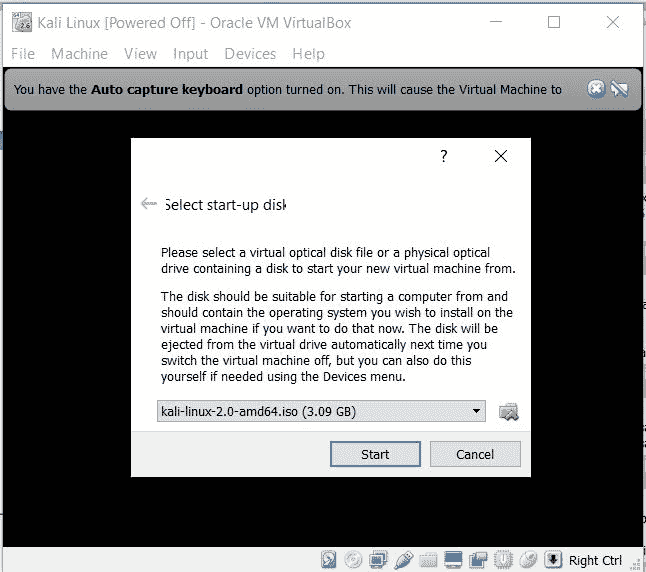 Kali Linux [Powered Off] - Oracle VM VirtualBox
File Machine View Input Devices Help
You have the Auto capture keyboard option turned on. This will cause the Virtual Machine to
?
Select start-up disk
Please select a virtual optical disk file or a physical optical
drive containing a disk to start your new virtual machine from.
The disk should be suitable for starting a computer from and
should contain the operating system you wish to install on the
virtual machine if you want to do that now. The disk will be
ejected from the virtual drive automatically next time you
switch the virtual machine off, but you can also do this
yourself if needed using the Devices menu.
kali-linux-2.0-amd64.iso (3.09 GB)
Start Cancel
Right Ctrl